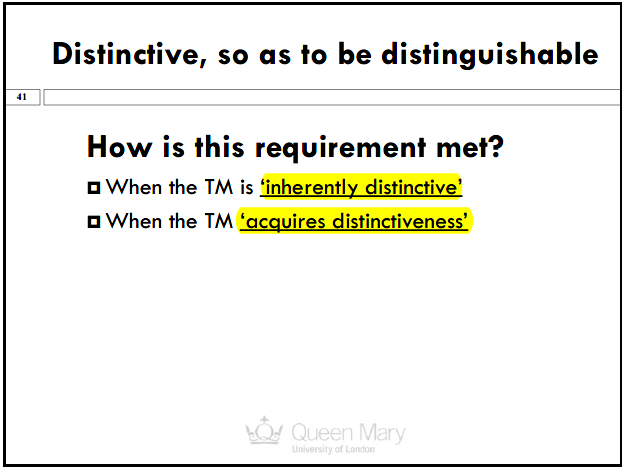 Distinctive, so as to be distinguishable
41
How is this requirement met?
When the TM is ‘inherently distinctive’
When the TM ‘acquires distinctiveness’
Queen Mary
University of London